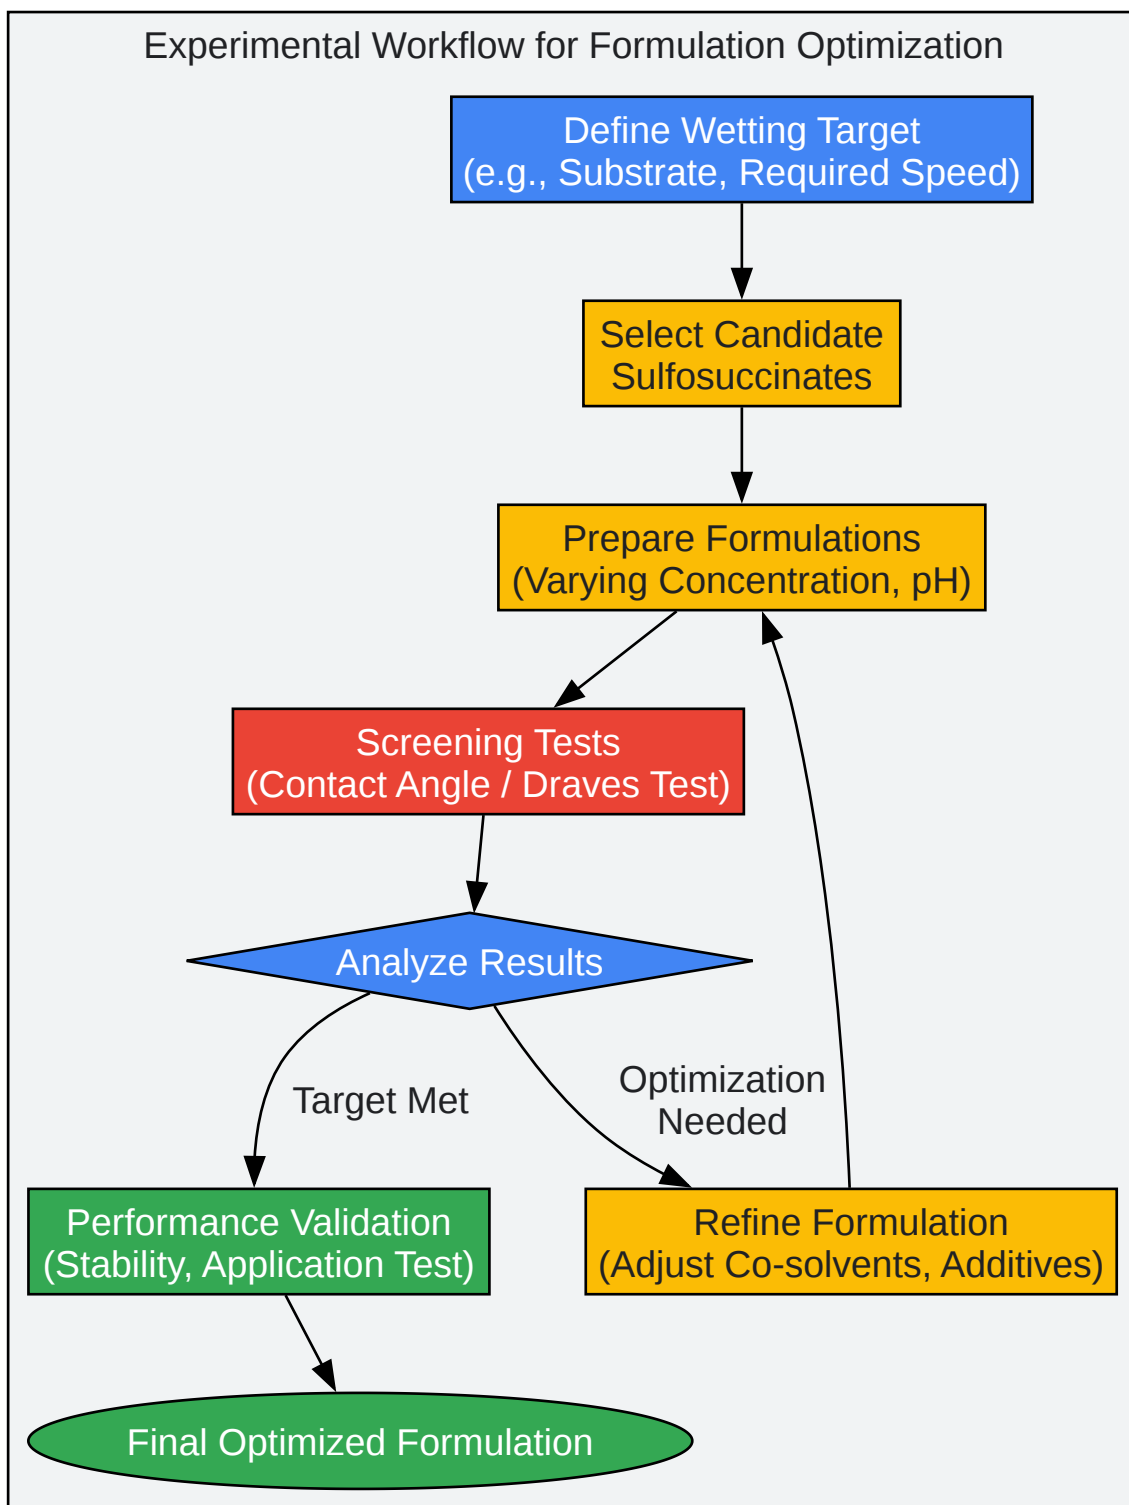 Experimental Workflow for Formulation Optimization
Define Wetting Target
(e.g., Substrate, Required Speed)
Select Candidate
Sulfosuccinates
Prepare Formulations
(Varying Concentration, pH)
Screening Tests
(Contact Angle / Draves Test)
Analyze Results
Target Met
Optimization
Needed
Performance Validation
(Stability, Application Test)
Refine Formulation
(Adjust Co-solvents, Additives)
Final Optimized Formulation